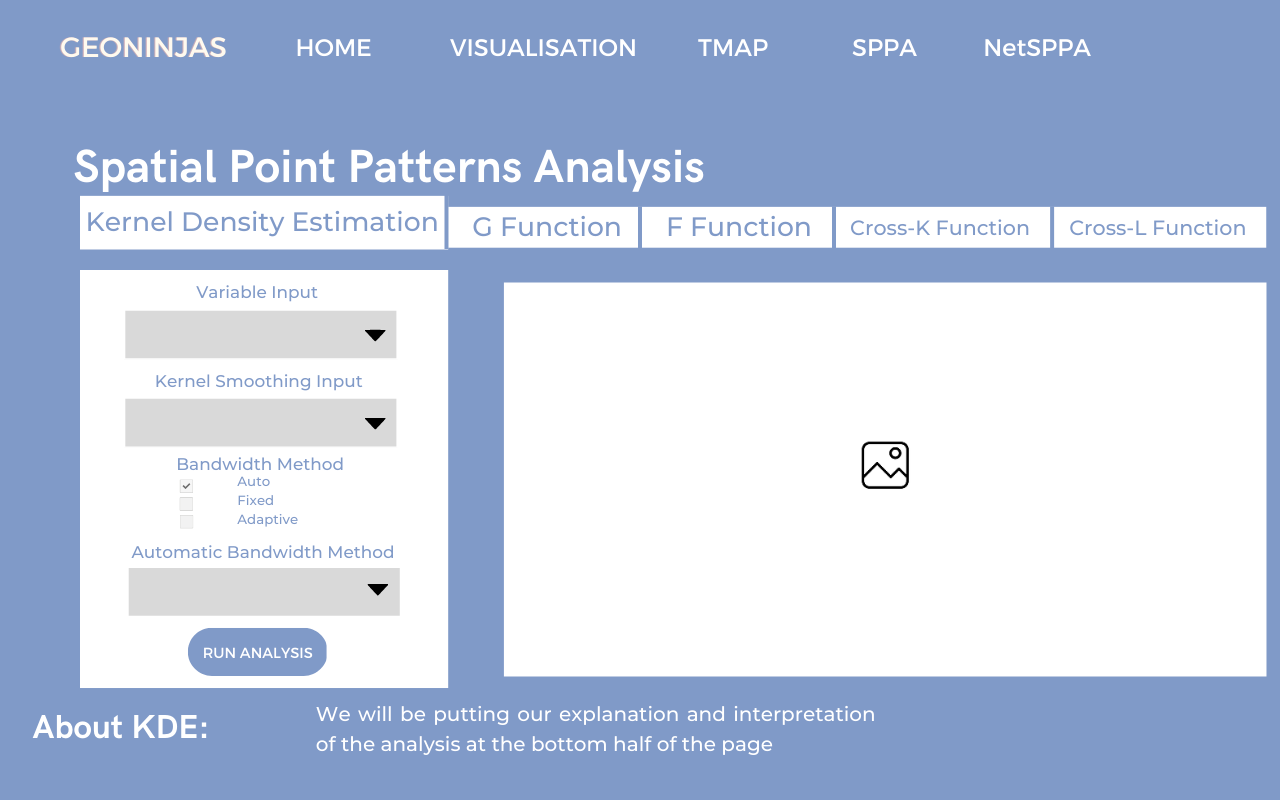 GEONINJAS HOME VISUALISATION TMAP SPPA NetSPPA
Spatial Point Patterns Analysis
Kernel Density Estimation G Function F Function Cross-K Function Cross-L Function
Variable Input
Kernel Smoothing Input
Bandwidth Method
Auto
Fixed
Adaptive
Automatic Bandwidth Method
RUN ANALYSIS
About KDE:
We will be putting our explanation and interpretation
of the analysis at the bottom half of the page